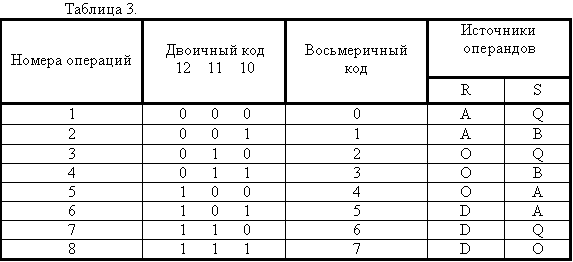 Таблица 3.
Номера операций Двоичный код 12 11 10 Восьмеричный код Источники операндов
R S
1 0 0 0 0 A Q
2 0 0 1 1 A B
3 0 1 0 2 O Q
4 0 1 1 3 O B
5 1 0 0 4 O A
6 1 0 1 5 D A
7 1 1 0 6 D Q
8 1 1 1 7 D O